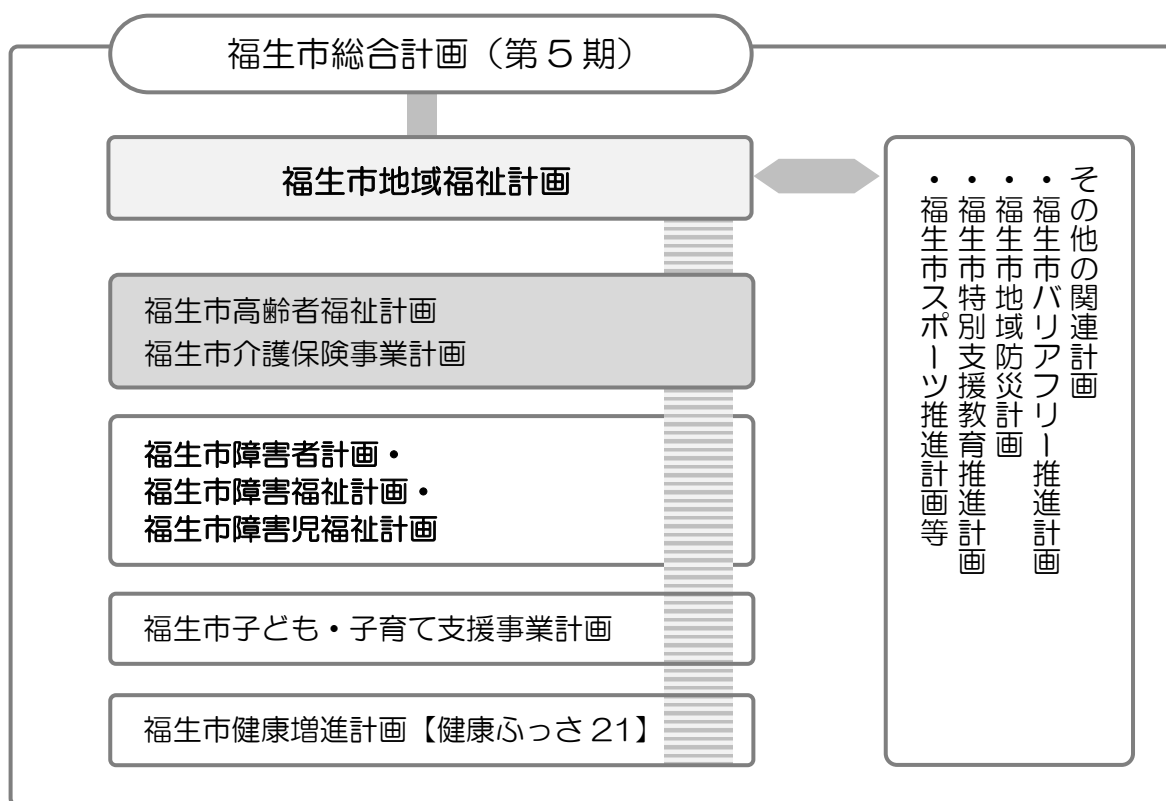 福生市総合計画（第５期）
福生市地域福祉計画
福生市高齢者福祉計画
福生市介護保険事業計画
福生市障害者計画・
福生市障害福祉計画・
福生市障害児福祉計画
福生市子ども・子育て支援事業計画
福生市健康増進計画【健康ふっさ21】
その他の関連計画
・福生市バリアフリー推進計画
・福生市地域防災計画
・福生市特別支援教育推進計画
・福生市スポーツ推進計画等